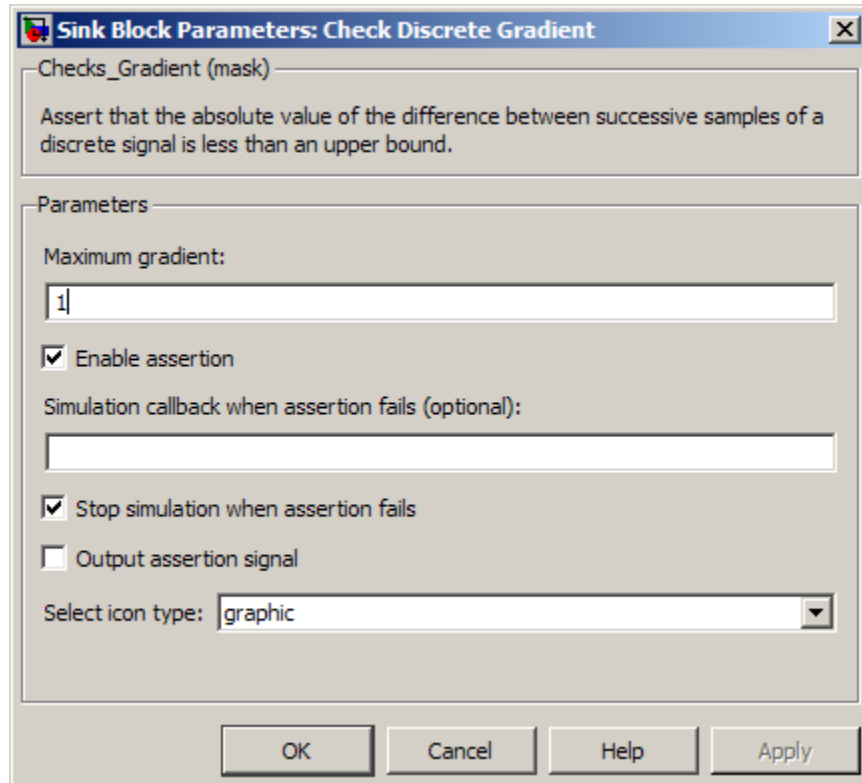 Sink Block Parameters: Check Discrete Gradient
Checks_Gradient (mask)
Assert that the absolute value of the difference between successive samples of a
discrete signal is less than an upper bound.
Parameters
Maximum gradient:
1
Enable assertion
Simulation callback when assertion fails (optional):
Stop simulation when assertion fails
Output assertion signal
Select icon type: graphic
OK Cancel Help Apply